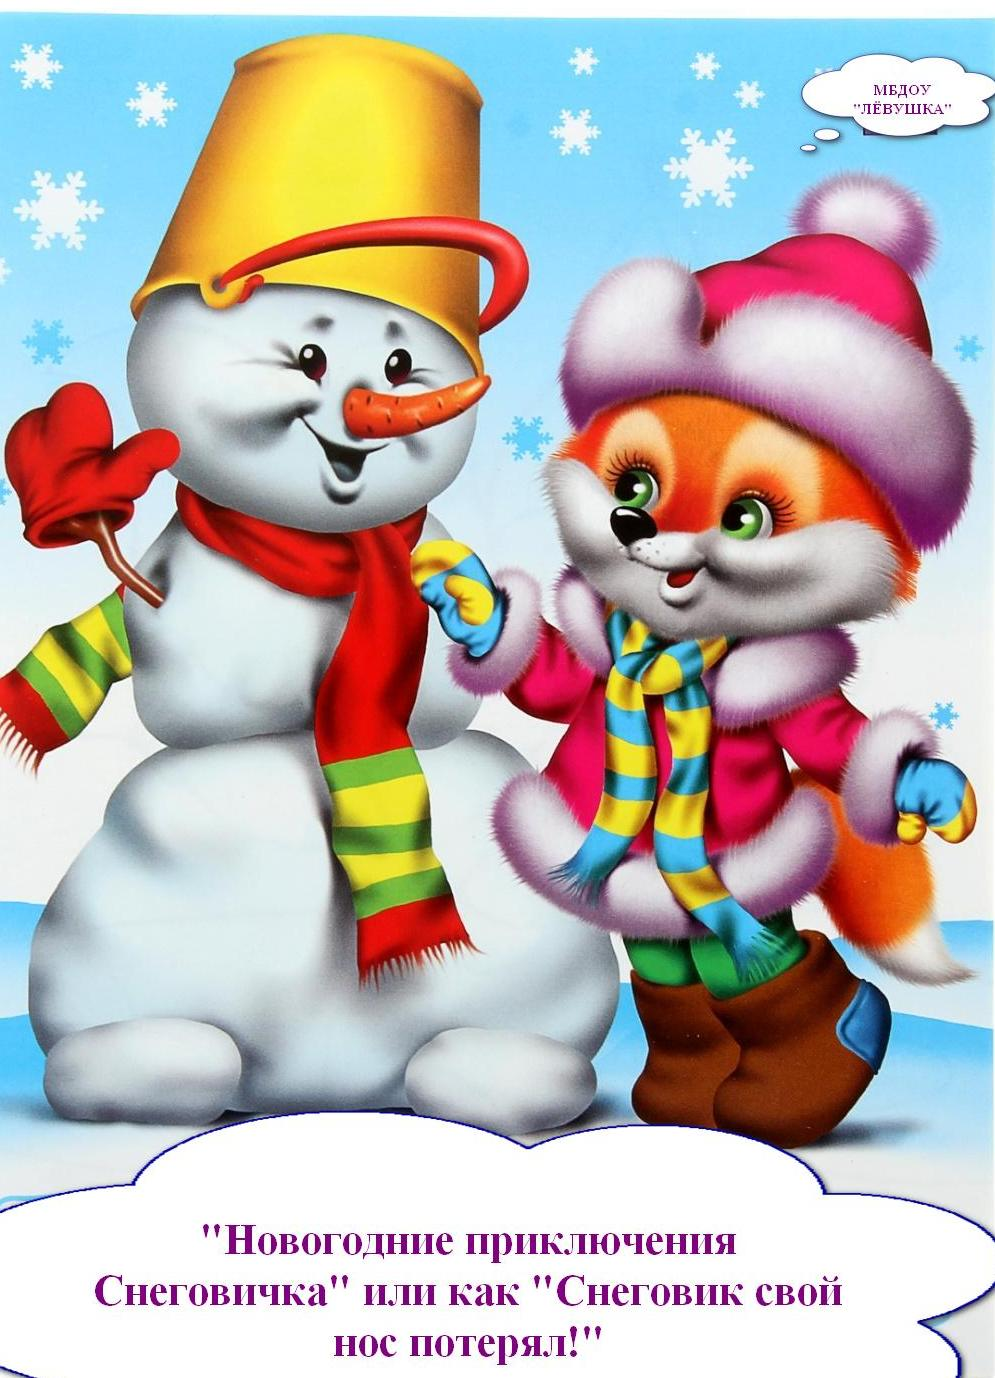 МБДОУ
"ЛЁВУШКА"
"Новогодние приключения
Снеговичка" или как "Снеговик свой
нос потерял!"